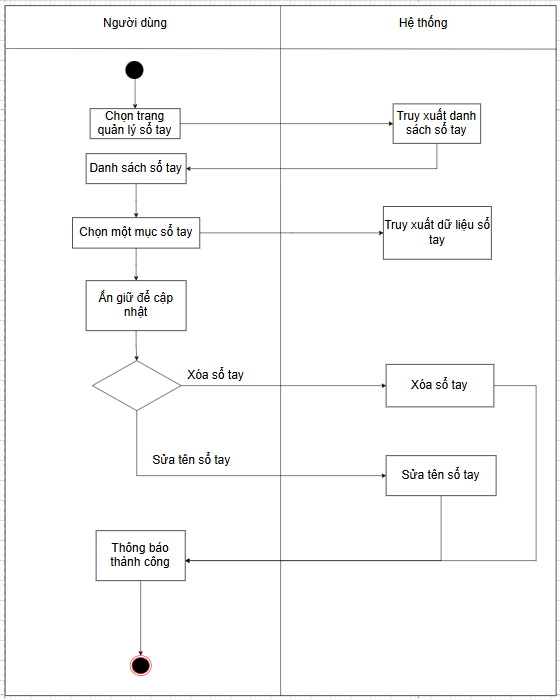 Người dùng
Hệ thống
Chọn trang
quản lý sổ tay
Truy xuất danh
sách sổ tay
Danh sách sổ tay
Chọn một mục sổ tay
Truy xuất dữ liệu sổ
tay
Ấn giữ để cập
nhật
Xóa sổ tay
Xóa sổ tay
Sửa tên sổ tay
Sửa tên sổ tay
Thông báo
thành công